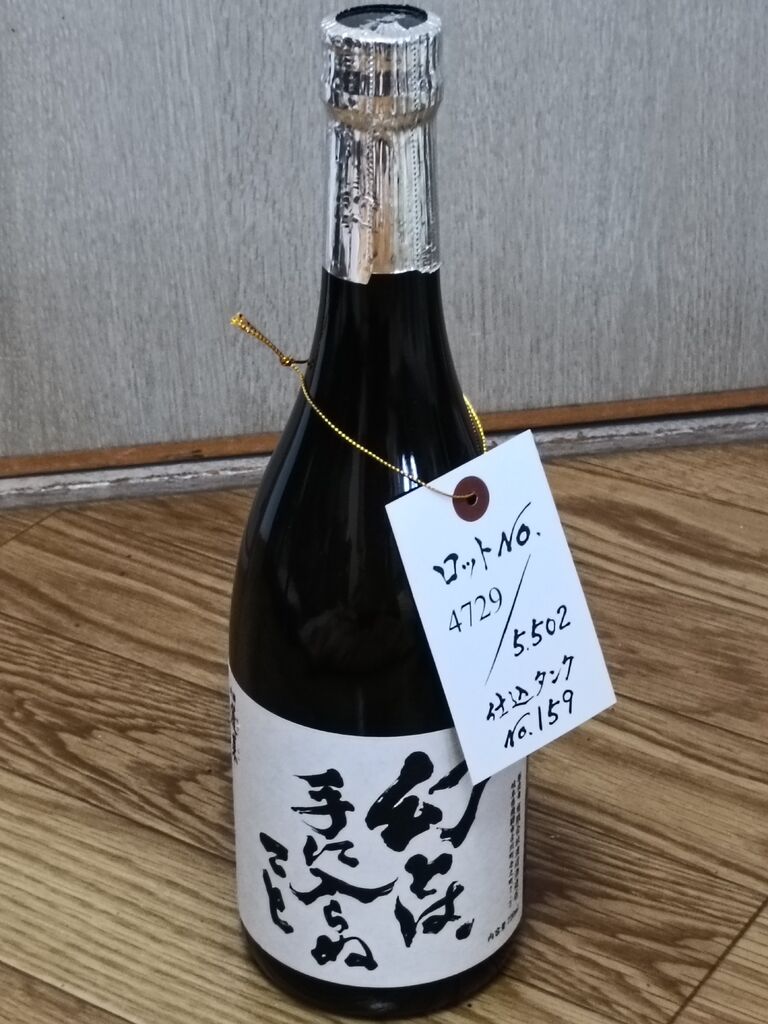 ロットNo.
4729/5.502
仕込タンク
No.159
幻とは、
手に入らぬ
こと